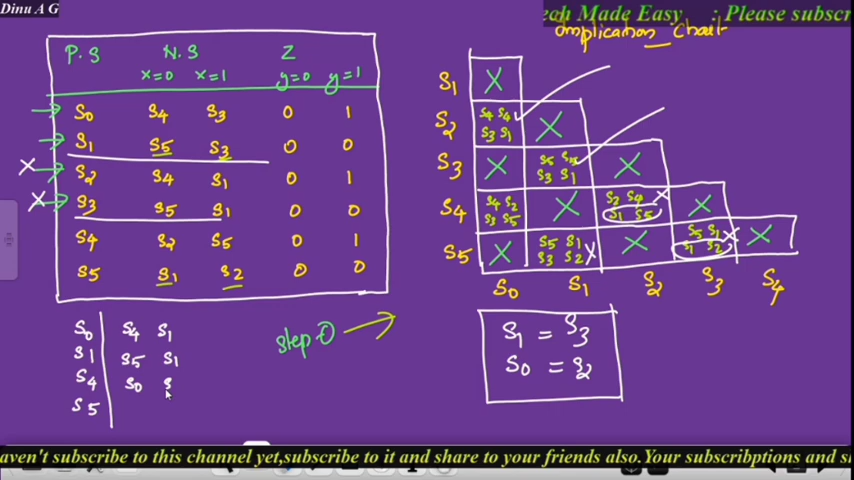 Dinu A G
ech Made Easy : Please subscr
Implication Chart
P.S N.S Z
x=0 x=1 y=0 y=1
S0 S4 S3 0 1
S1 S5 S3 0 0
X S2 S4 S1 0 1
X S3 S5 S1 0 0
S4 S2 S5 0 1
S5 S1 S2 0 0
S1 X
S2 S4 S4 X
S3 S1
S3 X S5 S5 X
S3 S1
S4 S4 S2 X S2 S4 X X
S3 S5 S1 S5
S5 X S5 S1 X X S5 S1 X X
S3 S2 S1 S2
S0 S1 S2 S3 S4
S1 = S3
S0 = S2
step-0
S0 S4 S1
S1 S5 S1
S4 S0 S
S5
aven't subscribe to this channel yet,subscribe to it and share to your friends also.Your subscribptions and s